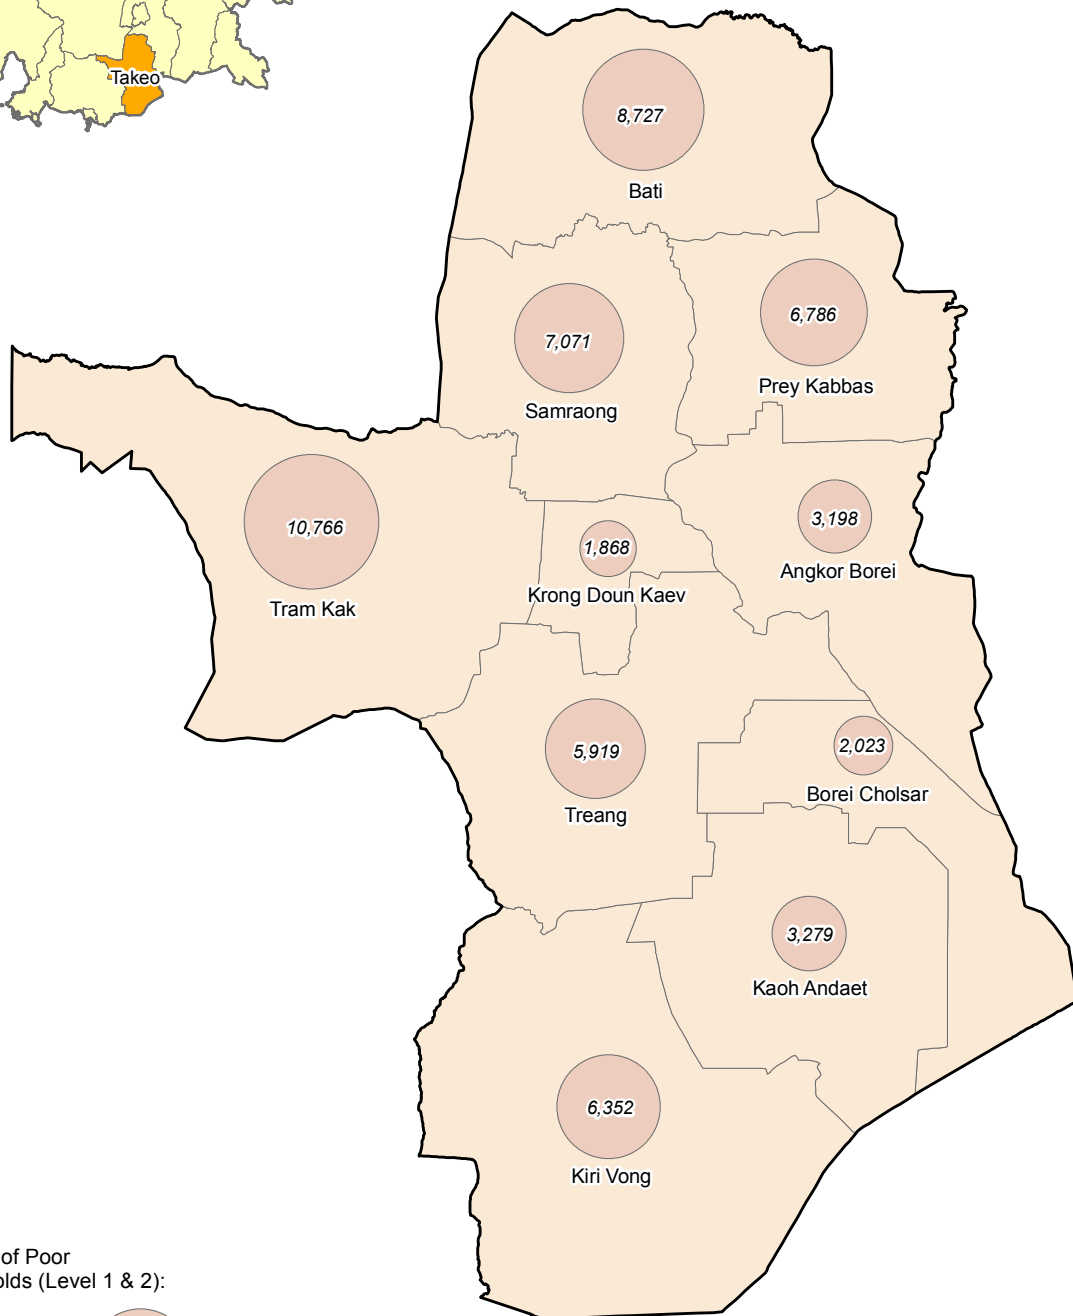 Takeo
8,727
Bati
6,786
Prey Kabbas
7,071
Samraong
10,766
Tram Kak
3,198
Angkor Borei
1,868
Krong Doun Kaev
5,919
Treang
2,023
Borei Cholsar
3,279
Kaoh Andaet
6,352
Kiri Vong
of Poor
olds (Level 1 & 2):